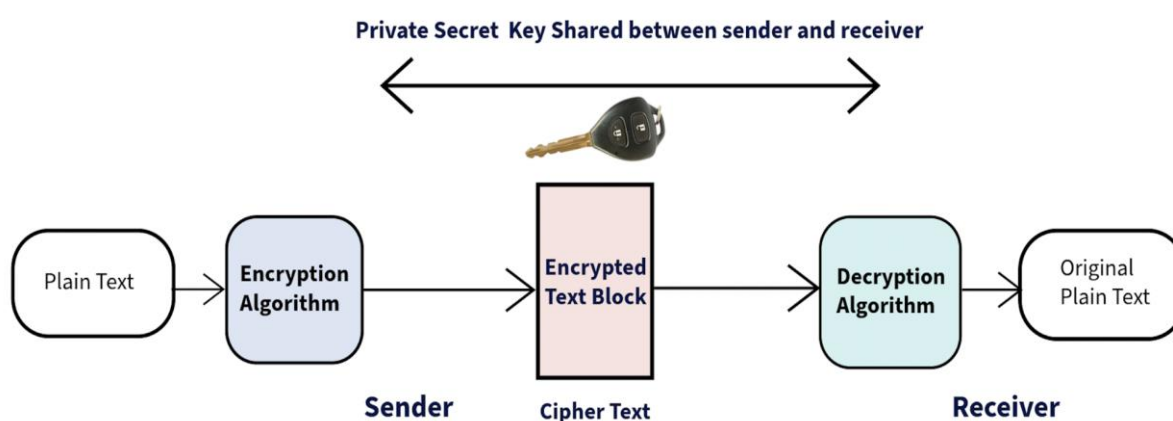 Private Secret Key Shared between sender and receiver
Plain Text
Encryption
Algorithm
Encrypted
Text Block
Decryption
Algorithm
Original
Plain Text
Sender
Cipher Text
Receiver